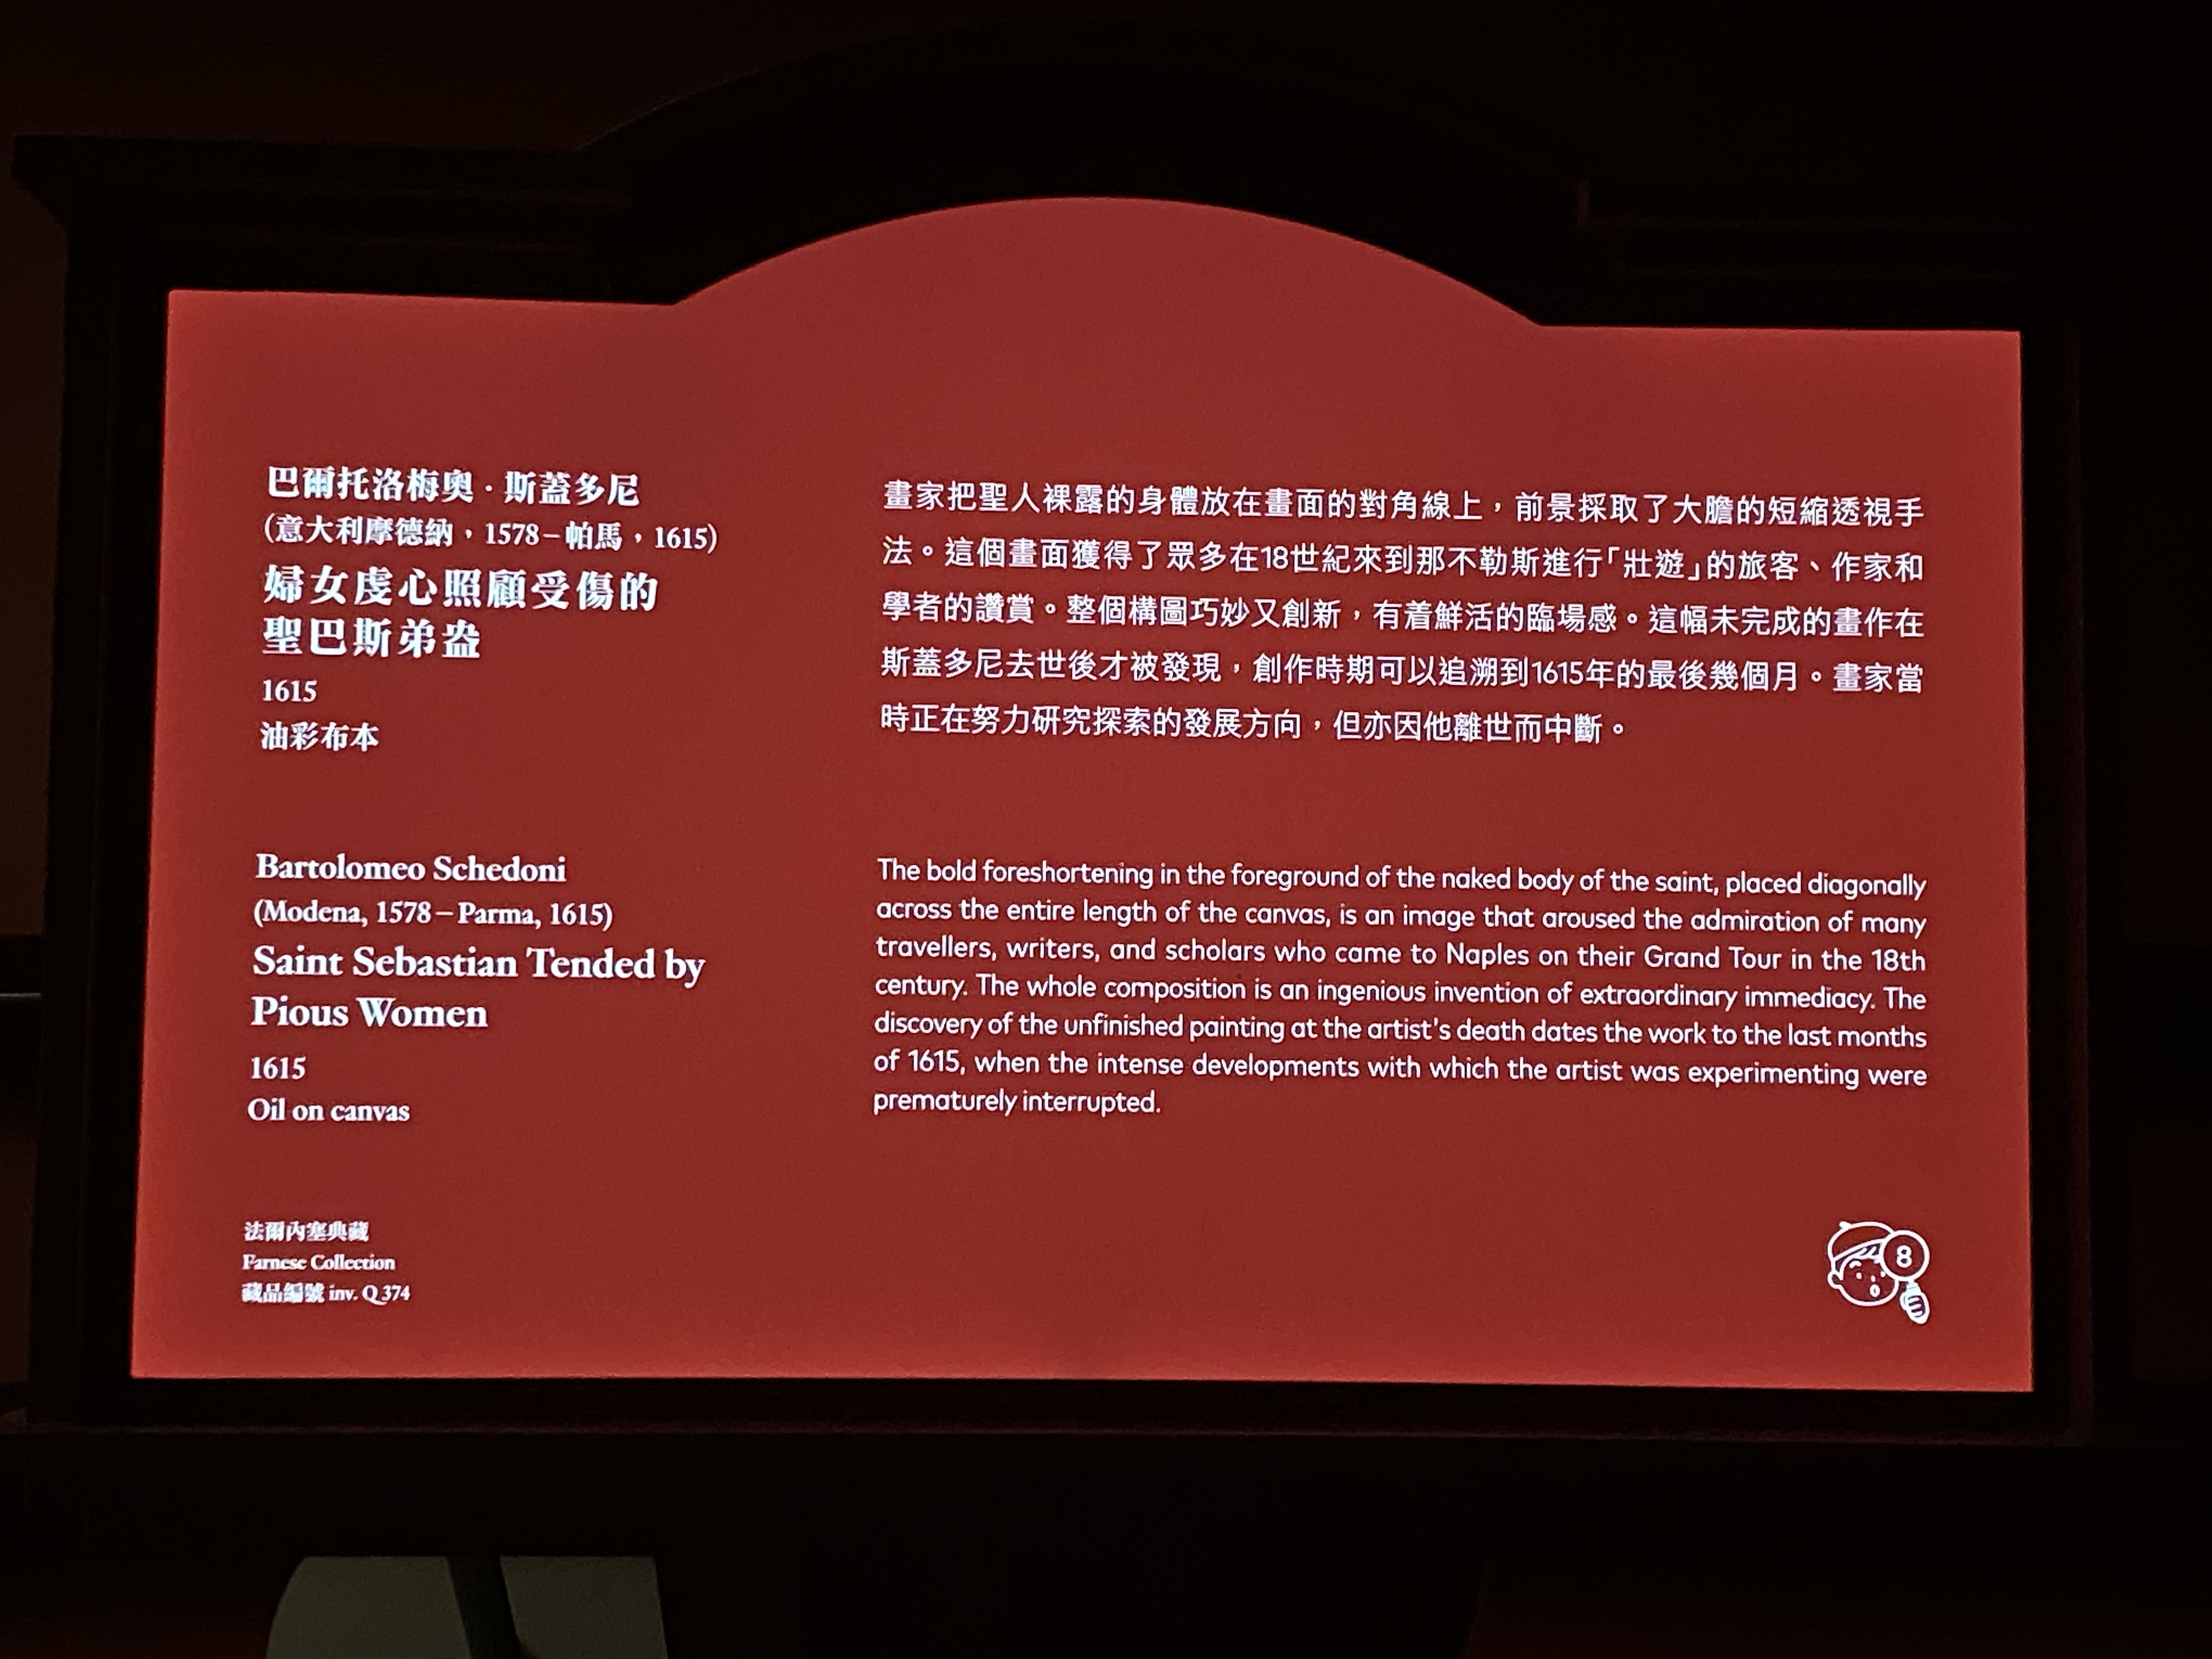 巴爾托洛梅奧·斯蓋多尼
(意大利摩德納，1578–帕馬，1615)
婦女虔心照顧受傷的
聖巴斯弟盎
1615
油彩布本
畫家把聖人裸露的身體放在畫面的對角線上，前景採取了大膽的短縮透視手
法。這個畫面獲得了眾多在18世紀來到那不勒斯進行「壯遊」的旅客、作家和
學者的讚賞。整個構圖巧妙又創新，有着鮮活的臨場感。這幅未完成的畫作在
斯蓋多尼去世後才被發現，創作時期可以追溯到1615年的最後幾個月。畫家當
時正在努力研究探索的發展方向，但亦因他離世而中斷。
Bartolomeo Schedoni
(Modena, 1578–Parma, 1615)
Saint Sebastian Tended by
Pious Women
1615
Oil on canvas
The bold foreshortening in the foreground of the naked body of the saint, placed diagonally
across the entire length of the canvas, is an image that aroused the admiration of many
travellers, writers, and scholars who came to Naples on their Grand Tour in the 18th
century. The whole composition is an ingenious invention of extraordinary immediacy. The
discovery of the unfinished painting at the artist's death dates the work to the last months
of 1615, when the intense developments with which the artist was experimenting were
prematurely interrupted.
法爾內塞典藏
Farnese Collection
藏品編號 inv. Q 374
8